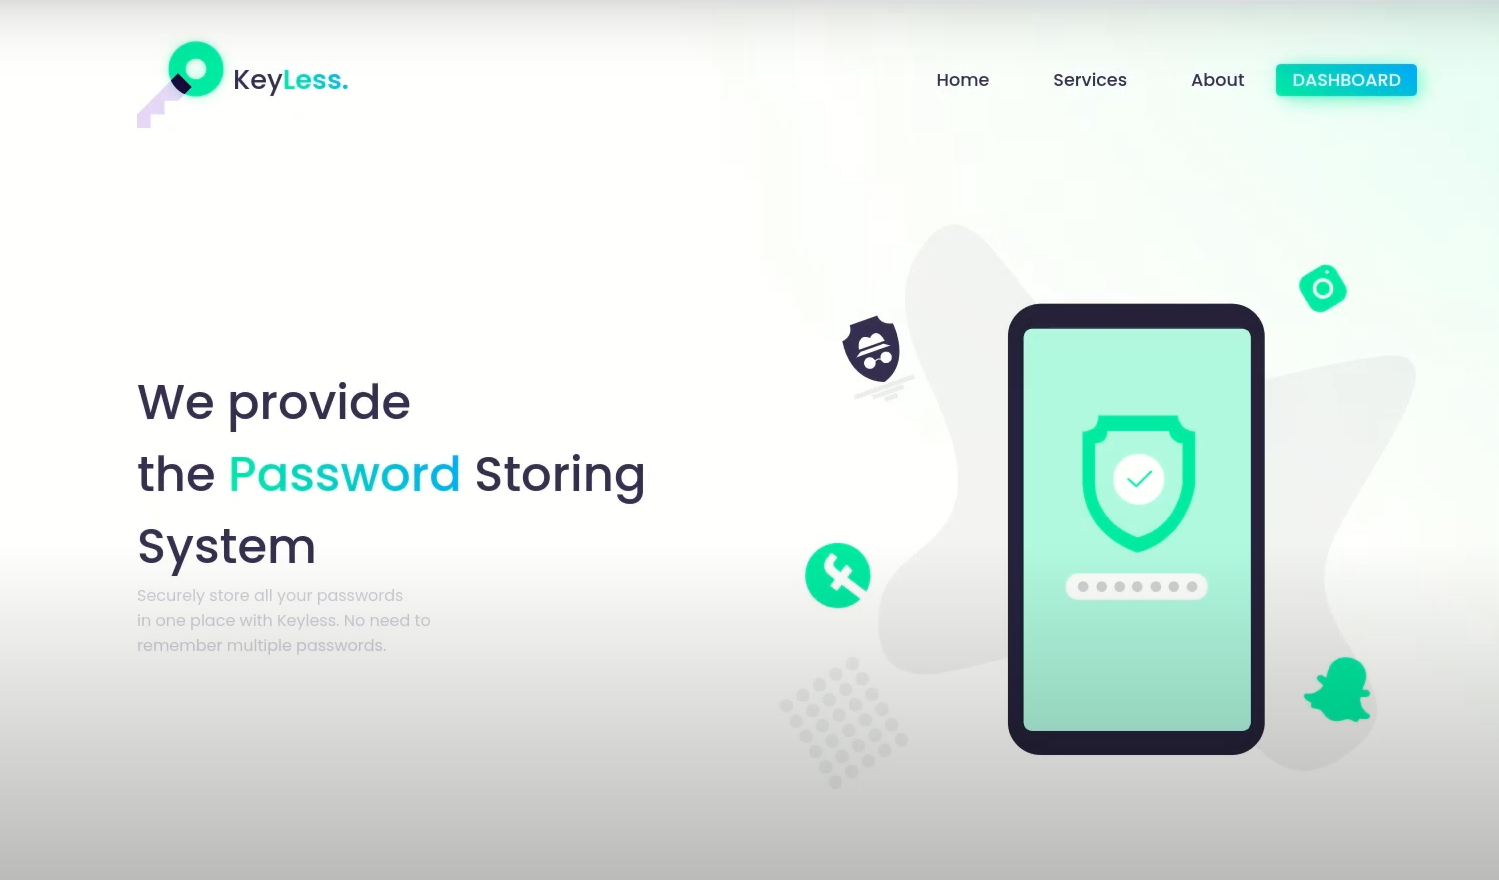 KeyLess.
Home Services About DASHBOARD
We provide
the Password Storing
System
Securely store all your passwords
in one place with Keyless. No need to
remember multiple passwords.